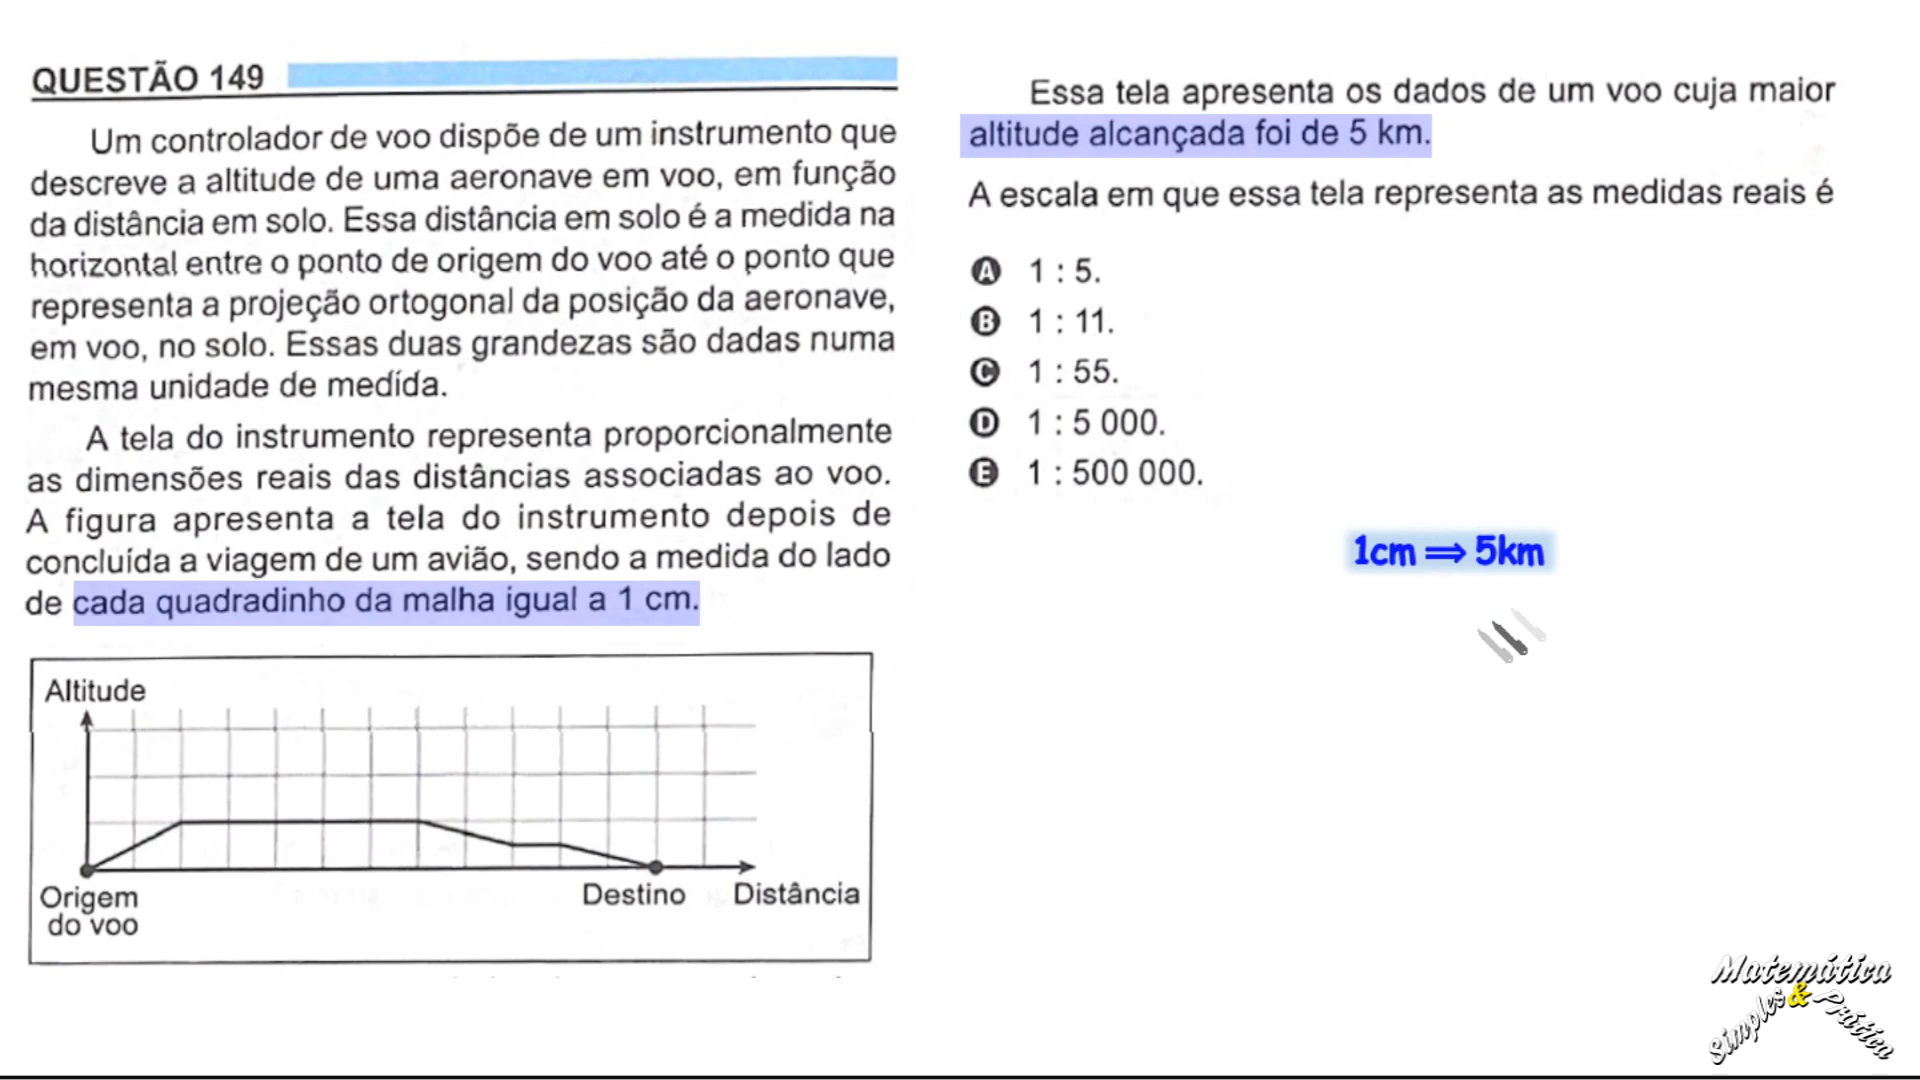 QUESTÃO 149
Um controlador de voo dispõe de um instrumento que
descreve a altitude de uma aeronave em voo, em função
da distância em solo. Essa distância em solo é a medida na
horizontal entre o ponto de origem do voo até o ponto que
representa a projeção ortogonal da posição da aeronave,
em voo, no solo. Essas duas grandezas são dadas numa
mesma unidade de medida.
A tela do instrumento representa proporcionalmente
as dimensões reais das distâncias associadas ao voo.
A figura apresenta a tela do instrumento depois de
concluída a viagem de um avião, sendo a medida do lado
de cada quadradinho da malha igual a 1 cm.
Altitude
Origem
do voo
Destino
Distância
Essa tela apresenta os dados de um voo cuja maior
altitude alcançada foi de 5 km.
A escala em que essa tela representa as medidas reais é
A 1 : 5.
B 1 : 11.
C 1 : 55.
D 1 : 5 000.
E 1 : 500 000.
1cm ⟹ 5km
Matemática
Simples & Prática